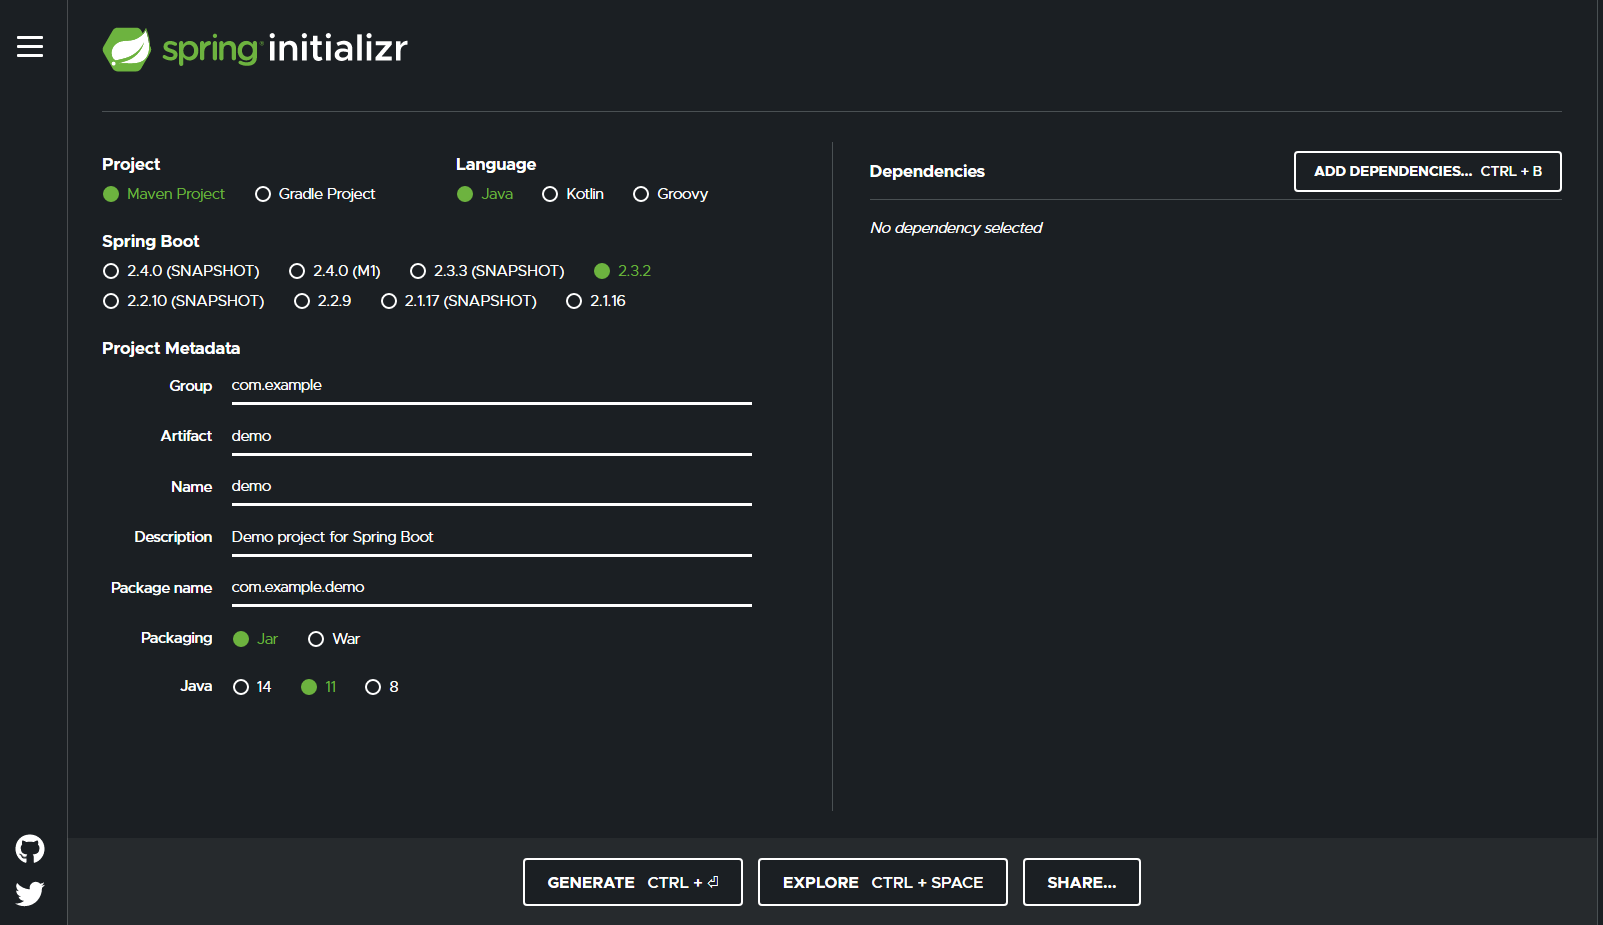 spring initializr
Project
Maven Project Gradle Project
Language
Java Kotlin Groovy
Spring Boot
2.4.0 (SNAPSHOT) 2.4.0 (M1) 2.3.3 (SNAPSHOT) 2.3.2
2.2.10 (SNAPSHOT) 2.2.9 2.1.17 (SNAPSHOT) 2.1.16
Project Metadata
Group com.example
Artifact demo
Name demo
Description Demo project for Spring Boot
Package name com.example.demo
Packaging Jar War
Java 14 11 8
Dependencies
ADD DEPENDENCIES... CTRL + B
No dependency selected
GENERATE CTRL + ⏎
EXPLORE CTRL + SPACE
SHARE...